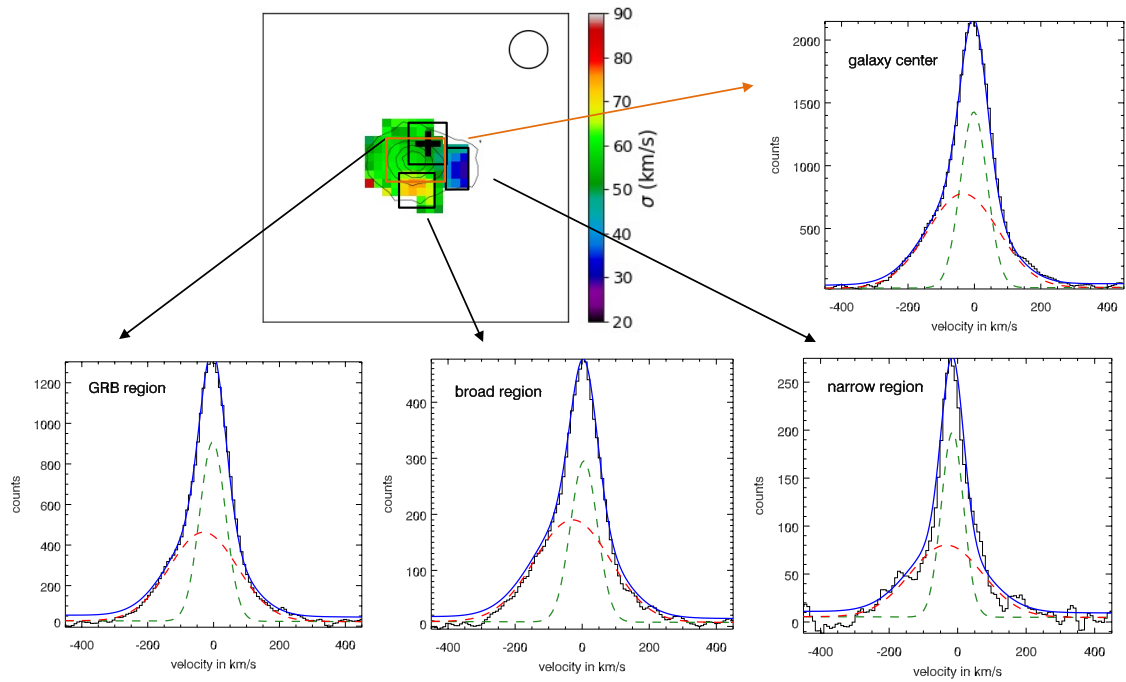 90
80
70
60
50
40
30
20
σ (km/s)
galaxy center
2000
1500
1000
500
counts
-400 -200 0 200 400
velocity in km/s
GRB region
1200
1000
800
600
400
200
0
counts
-400 -200 0 200 400
velocity in km/s
broad region
400
300
200
100
0
counts
-400 -200 0 200 400
velocity in km/s
narrow region
250
200
150
100
50
0
counts
-400 -200 0 200 400
velocity in km/s